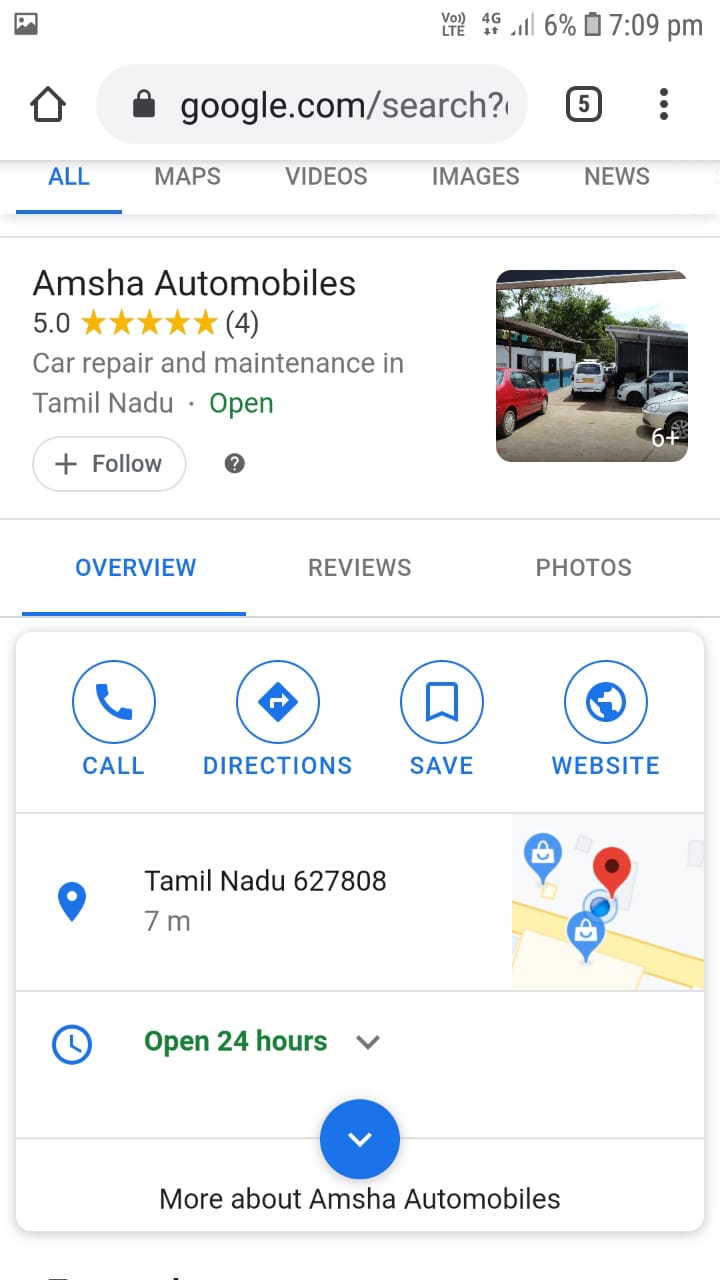 Vo)) LTE 4G 6% 7:09 pm
google.com/search?
5
ALL MAPS VIDEOS IMAGES NEWS
Amsha Automobiles
5.0 (4)
Car repair and maintenance in
Tamil Nadu · Open
+ Follow ?
6+
OVERVIEW REVIEWS PHOTOS
CALL DIRECTIONS SAVE WEBSITE
Tamil Nadu 627808
7 m
Open 24 hours
More about Amsha Automobiles